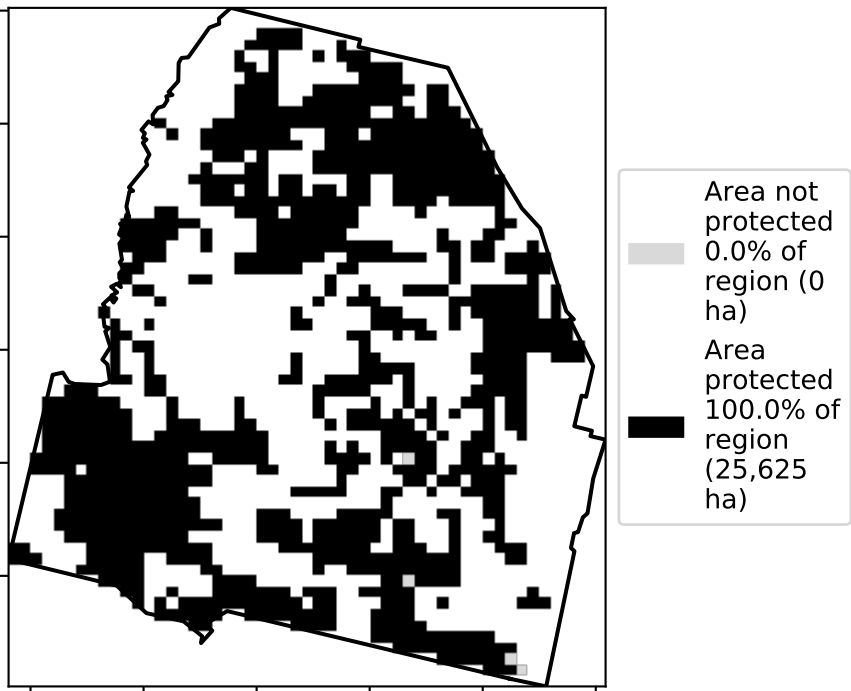 Area not
protected
0.0% of
region (0
ha)
Area
protected
100.0% of
region
(25,625
ha)